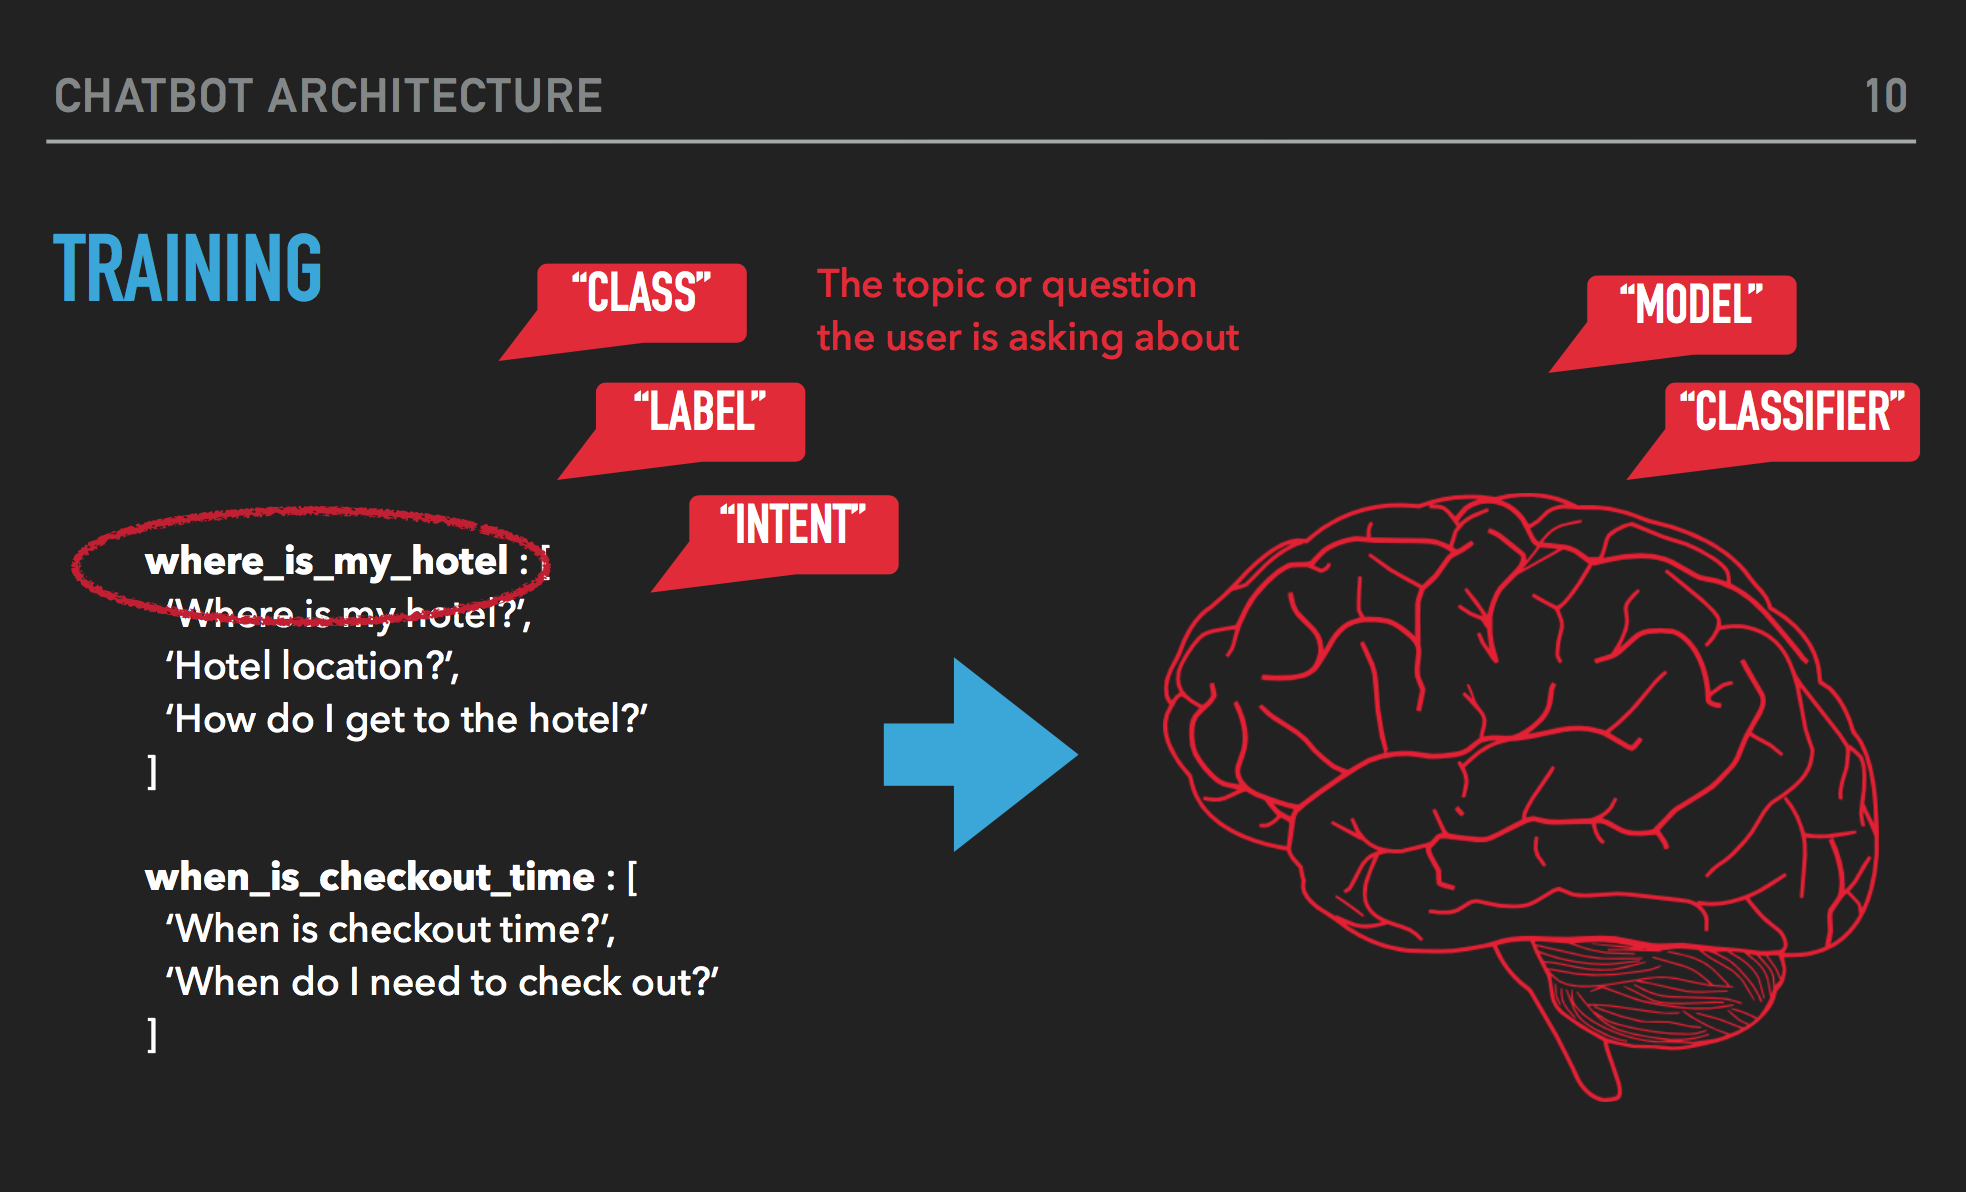 CHATBOT ARCHITECTURE
10
TRAINING
“CLASS”
The topic or question
the user is asking about
“LABEL”
“INTENT”
“MODEL”
“CLASSIFIER”
where_is_my_hotel : [
‘Where is my hotel?’,
‘Hotel location?’,
‘How do I get to the hotel?’
]
when_is_checkout_time : [
‘When is checkout time?’,
‘When do I need to check out?’
]